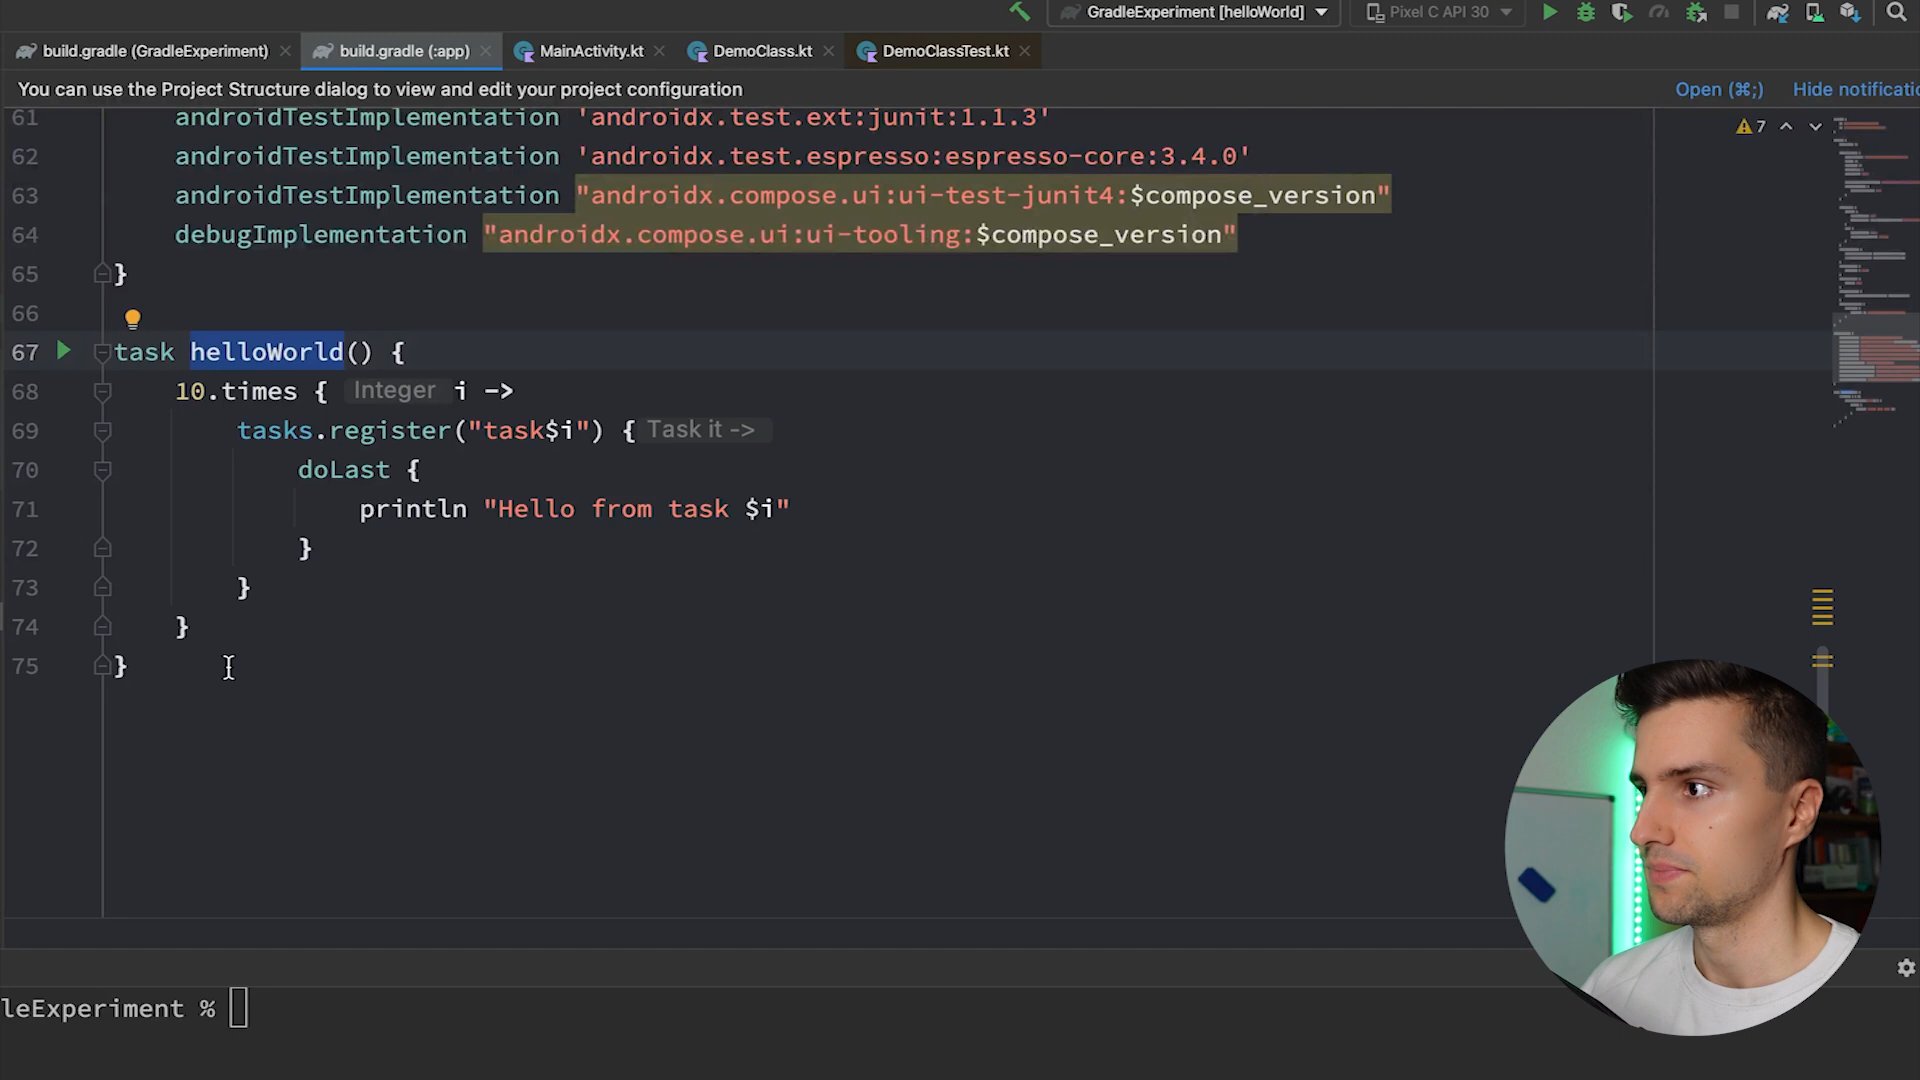 GradleExperiment [helloWorld]
Pixel C API 30
build.gradle (GradleExperiment)
build.gradle (:app)
MainActivity.kt
DemoClass.kt
DemoClassTest.kt
You can use the Project Structure dialog to view and edit your project configuration
Open (⌘;)
Hide notificatio
7
61 androidTestImplementation 'androidx.test.ext:junit:1.1.3'
62 androidTestImplementation 'androidx.test.espresso:espresso-core:3.4.0'
63 androidTestImplementation "androidx.compose.ui:ui-test-junit4:$compose_version"
64 debugImplementation "androidx.compose.ui:ui-tooling:$compose_version"
65 }
66
67 task helloWorld() {
68 10.times { Integer i ->
69 tasks.register("task$i") { Task it ->
70 doLast {
71 println "Hello from task $i"
72 }
73 }
74 }
75 }
leExperiment %